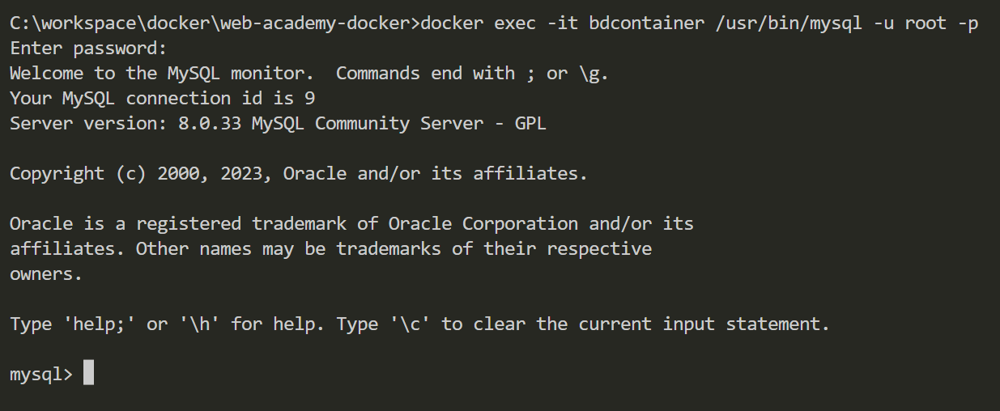 C:\workspace\docker\web-academy-docker>docker exec -it bdcontainer /usr/bin/mysql -u root -p
Enter password:
Welcome to the MySQL monitor.  Commands end with ; or \g.
Your MySQL connection id is 9
Server version: 8.0.33 MySQL Community Server - GPL

Copyright (c) 2000, 2023, Oracle and/or its affiliates.

Oracle is a registered trademark of Oracle Corporation and/or its
affiliates. Other names may be trademarks of their respective
owners.

Type 'help;' or '\h' for help. Type '\c' to clear the current input statement.

mysql>